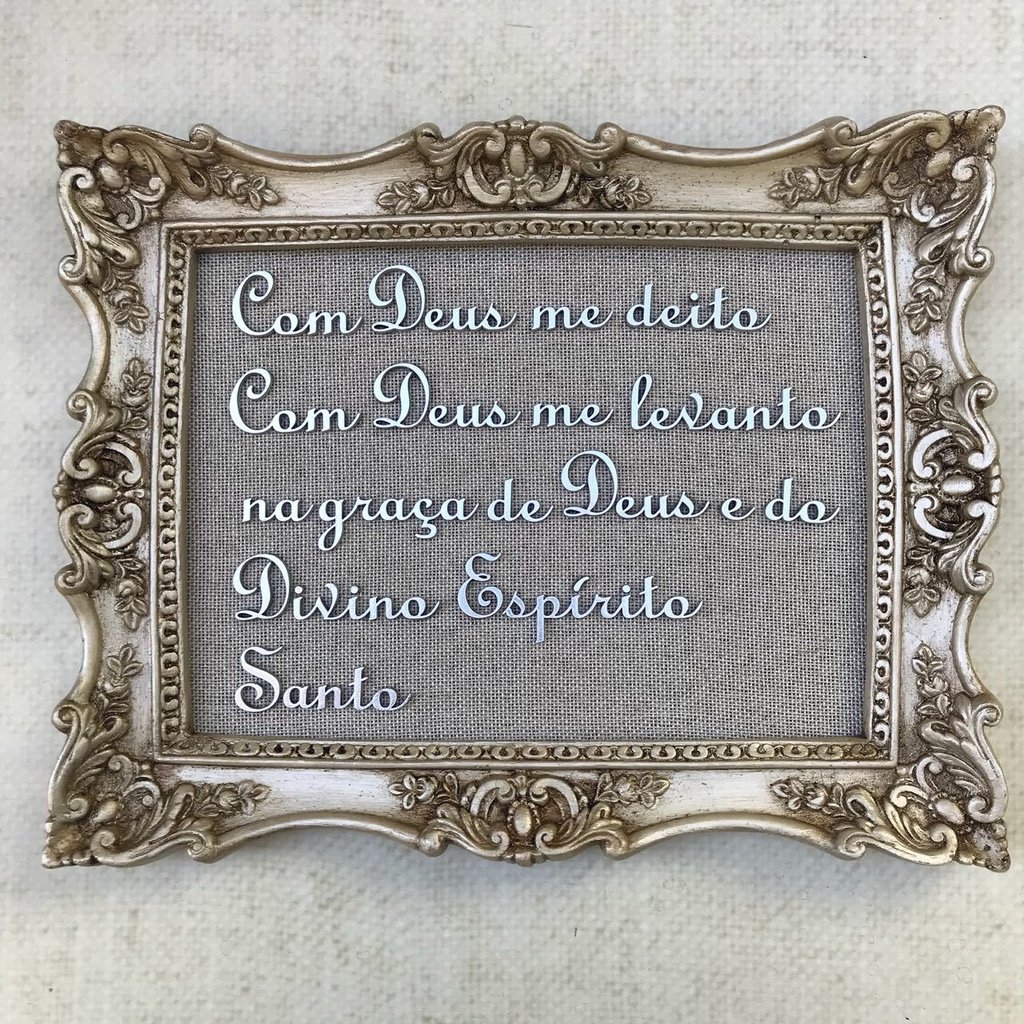 Com Deus me deito
Com Deus me levanto
na graça de Deus e do
Divino Espírito
Santo